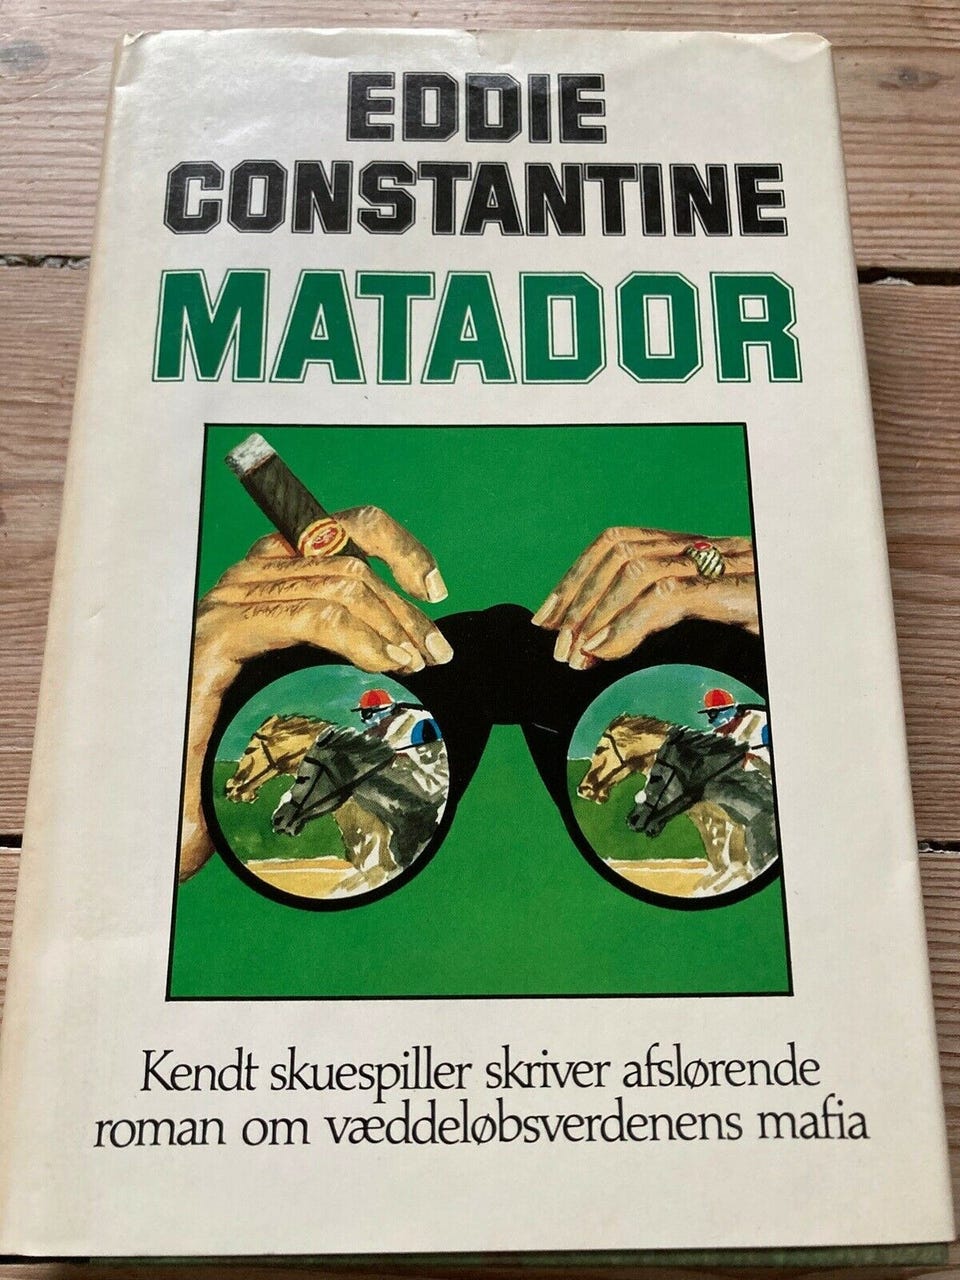 EDDIE
CONSTANTINE
MATADOR
Kendt skuespiller skriver afslørende
roman om væddeløbsverdenens mafia